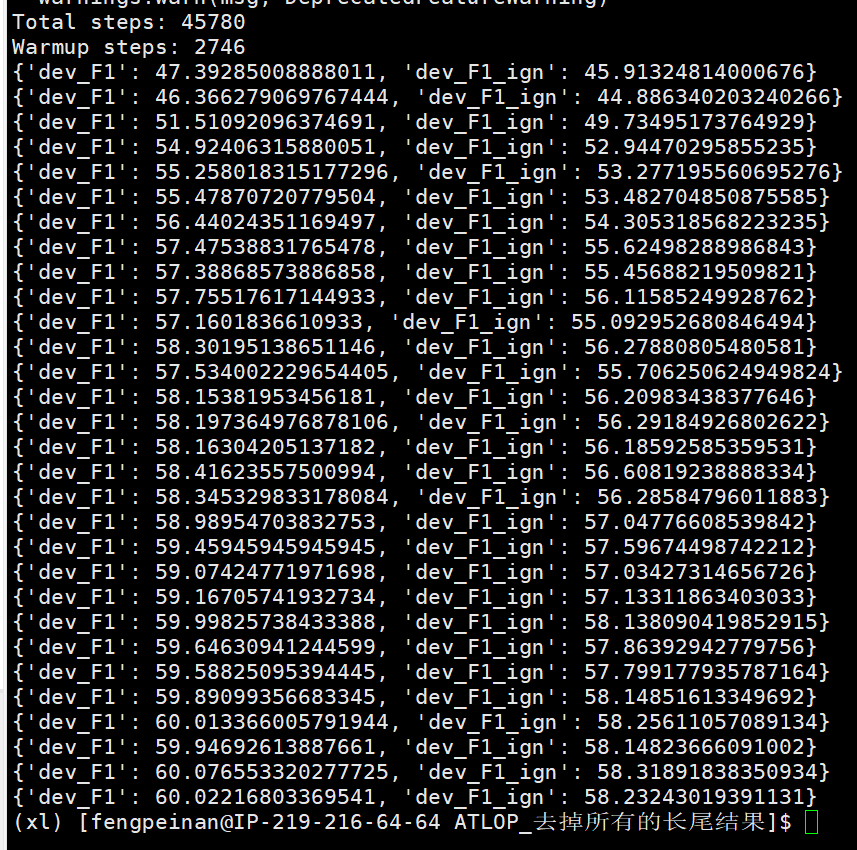 warnings.warn(msg, DeprecatedFeatureWarning)
Total steps: 45780
Warmup steps: 2746
{'dev_F1': 47.39285008888011, 'dev_F1_ign': 45.91324814000676}
{'dev_F1': 46.366279069767444, 'dev_F1_ign': 44.886340203240266}
{'dev_F1': 51.51092096374691, 'dev_F1_ign': 49.73495173764929}
{'dev_F1': 54.92406315880051, 'dev_F1_ign': 52.94470295855235}
{'dev_F1': 55.258018315177296, 'dev_F1_ign': 53.277195560695276}
{'dev_F1': 55.47870720779504, 'dev_F1_ign': 53.482704850875585}
{'dev_F1': 56.44024351169497, 'dev_F1_ign': 54.305318568223235}
{'dev_F1': 57.47538831765478, 'dev_F1_ign': 55.62498288986843}
{'dev_F1': 57.38868573886858, 'dev_F1_ign': 55.45688219509821}
{'dev_F1': 57.75517617144933, 'dev_F1_ign': 56.11585249928762}
{'dev_F1': 57.1601836610933, 'dev_F1_ign': 55.092952680846494}
{'dev_F1': 58.30195138651146, 'dev_F1_ign': 56.27880805480581}
{'dev_F1': 57.534002229654405, 'dev_F1_ign': 55.706250624949824}
{'dev_F1': 58.15381953456181, 'dev_F1_ign': 56.20983438377646}
{'dev_F1': 58.197364976878106, 'dev_F1_ign': 56.29184926802622}
{'dev_F1': 58.16304205137182, 'dev_F1_ign': 56.18592585359531}
{'dev_F1': 58.41623557500994, 'dev_F1_ign': 56.60819238888334}
{'dev_F1': 58.345329833178084, 'dev_F1_ign': 56.28584796011883}
{'dev_F1': 58.98954703832753, 'dev_F1_ign': 57.04776608539842}
{'dev_F1': 59.45945945945945, 'dev_F1_ign': 57.59674498742212}
{'dev_F1': 59.07424771971698, 'dev_F1_ign': 57.03427314656726}
{'dev_F1': 59.16705741932734, 'dev_F1_ign': 57.13311863403033}
{'dev_F1': 59.99825738433388, 'dev_F1_ign': 58.138090419852915}
{'dev_F1': 59.64630941244599, 'dev_F1_ign': 57.86392942779756}
{'dev_F1': 59.58825095394445, 'dev_F1_ign': 57.799177935787164}
{'dev_F1': 59.89099356683345, 'dev_F1_ign': 58.14851613349692}
{'dev_F1': 60.013366005791944, 'dev_F1_ign': 58.25611057089134}
{'dev_F1': 59.94692613887661, 'dev_F1_ign': 58.14823666091002}
{'dev_F1': 60.076553320277725, 'dev_F1_ign': 58.31891838350934}
{'dev_F1': 60.02216803369541, 'dev_F1_ign': 58.23243019391131}
(xl) [fengpeinan@IP-219-216-64-64 ATLOP_去掉所有的长尾结果]$